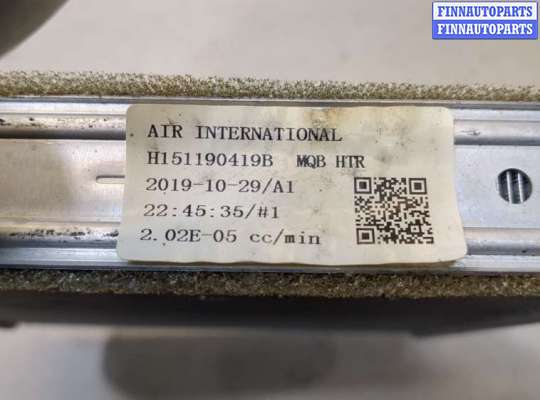 FINNAUTOPARTS
FINNAUTOPARTS
AIR INTERNATIONAL
H151190419B MQB HTR
2019-10-29/A1
22:45:35/#1
2.02E-05 cc/min